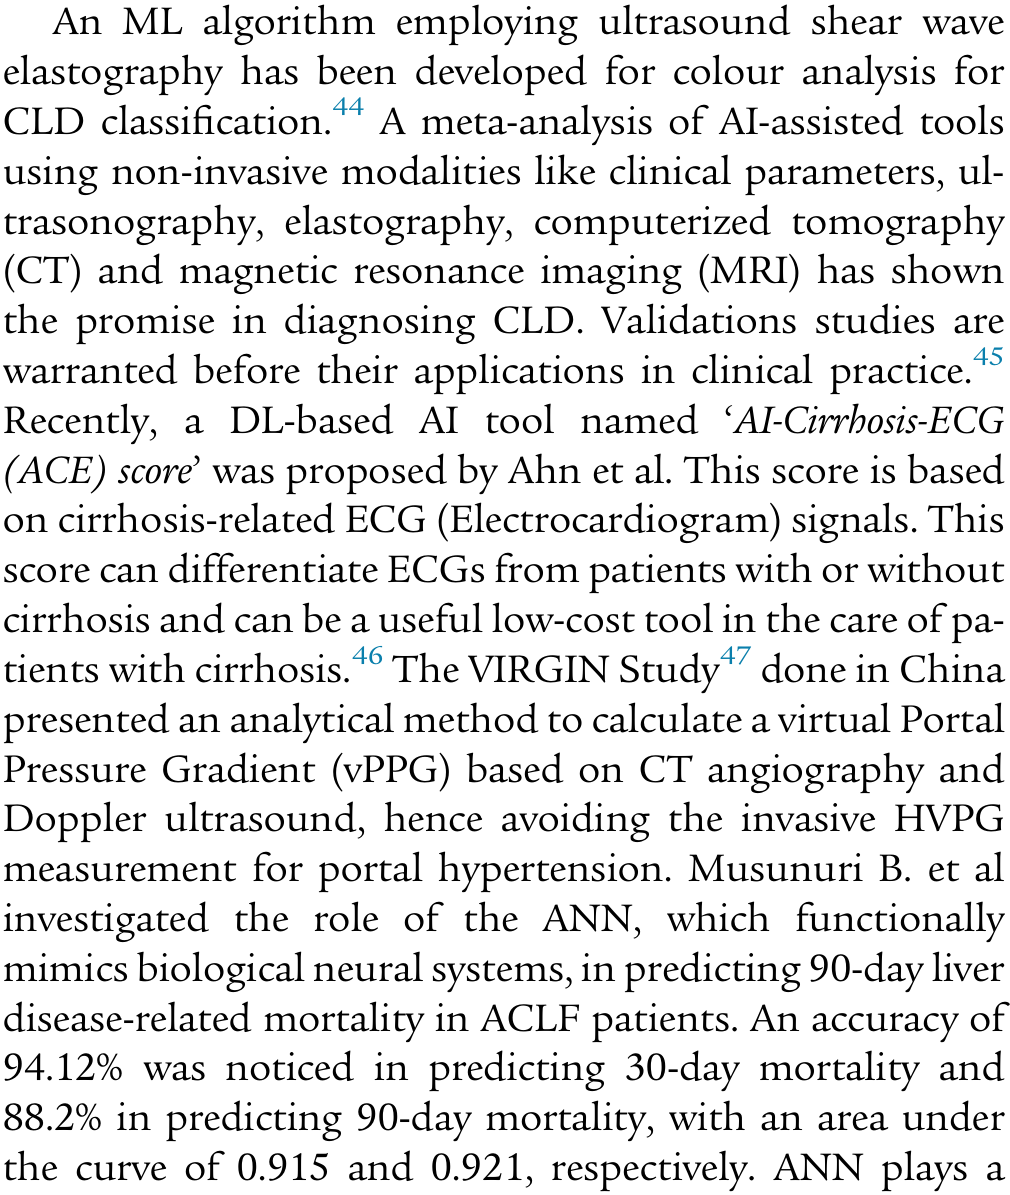 An ML algorithm employing ultrasound shear wave
elastography has been developed for colour analysis for
CLD classification.44 A meta-analysis of AI-assisted tools
using non-invasive modalities like clinical parameters, ul-
trasonography, elastography, computerized tomography
(CT) and magnetic resonance imaging (MRI) has shown
the promise in diagnosing CLD. Validations studies are
warranted before their applications in clinical practice.45
Recently, a DL-based AI tool named ‘AI-Cirrhosis-ECG
(ACE) score’ was proposed by Ahn et al. This score is based
on cirrhosis-related ECG (Electrocardiogram) signals. This
score can differentiate ECGs from patients with or without
cirrhosis and can be a useful low-cost tool in the care of pa-
tients with cirrhosis.46 The VIRGIN Study47 done in China
presented an analytical method to calculate a virtual Portal
Pressure Gradient (vPPG) based on CT angiography and
Doppler ultrasound, hence avoiding the invasive HVPG
measurement for portal hypertension. Musunuri B. et al
investigated the role of the ANN, which functionally
mimics biological neural systems, in predicting 90-day liver
disease-related mortality in ACLF patients. An accuracy of
94.12% was noticed in predicting 30-day mortality and
88.2% in predicting 90-day mortality, with an area under
the curve of 0.915 and 0.921, respectively. ANN plays a